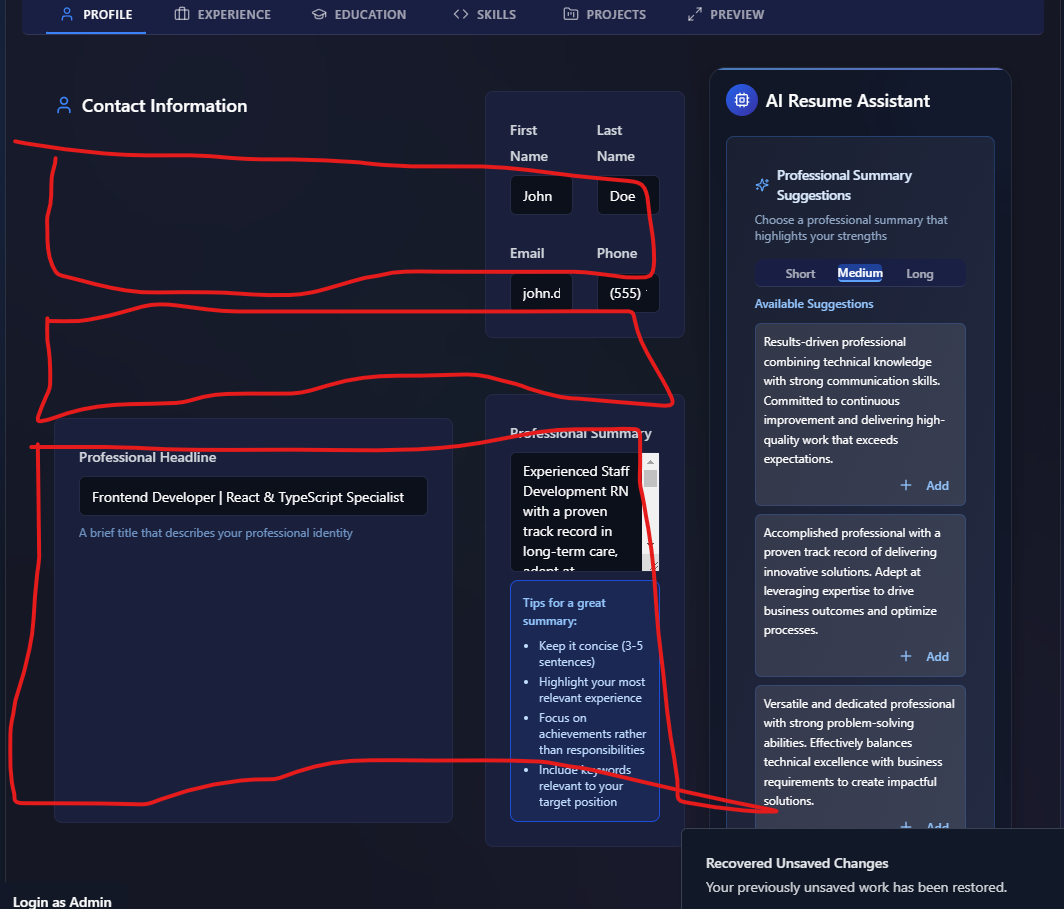 PROFILE
EXPERIENCE
EDUCATION
SKILLS
PROJECTS
PREVIEW
Contact Information
First
Name
Last
Name
John
Doe
Email
Phone
john.d
(555)
Professional Headline
Frontend Developer | React & TypeScript Specialist
A brief title that describes your professional identity
Professional Summary
Experienced Staff
Development RN
with a proven
track record in
long-term care,
adept at
Tips for a great
summary:
• Keep it concise (3-5
sentences)
• Highlight your most
relevant experience
• Focus on
achievements rather
than responsibilities
• Include keywords
relevant to your
target position
AI Resume Assistant
Professional Summary
Suggestions
Choose a professional summary that
highlights your strengths
Short
Medium
Long
Available Suggestions
Results-driven professional
combining technical knowledge
with strong communication skills.
Committed to continuous
improvement and delivering high-
quality work that exceeds
expectations.
+ Add
Accomplished professional with a
proven track record of delivering
innovative solutions. Adept at
leveraging expertise to drive
business outcomes and optimize
processes.
+ Add
Versatile and dedicated professional
with strong problem-solving
abilities. Effectively balances
technical excellence with business
requirements to create impactful
solutions.
+ Add
Recovered Unsaved Changes
Your previously unsaved work has been restored.
Login as Admin